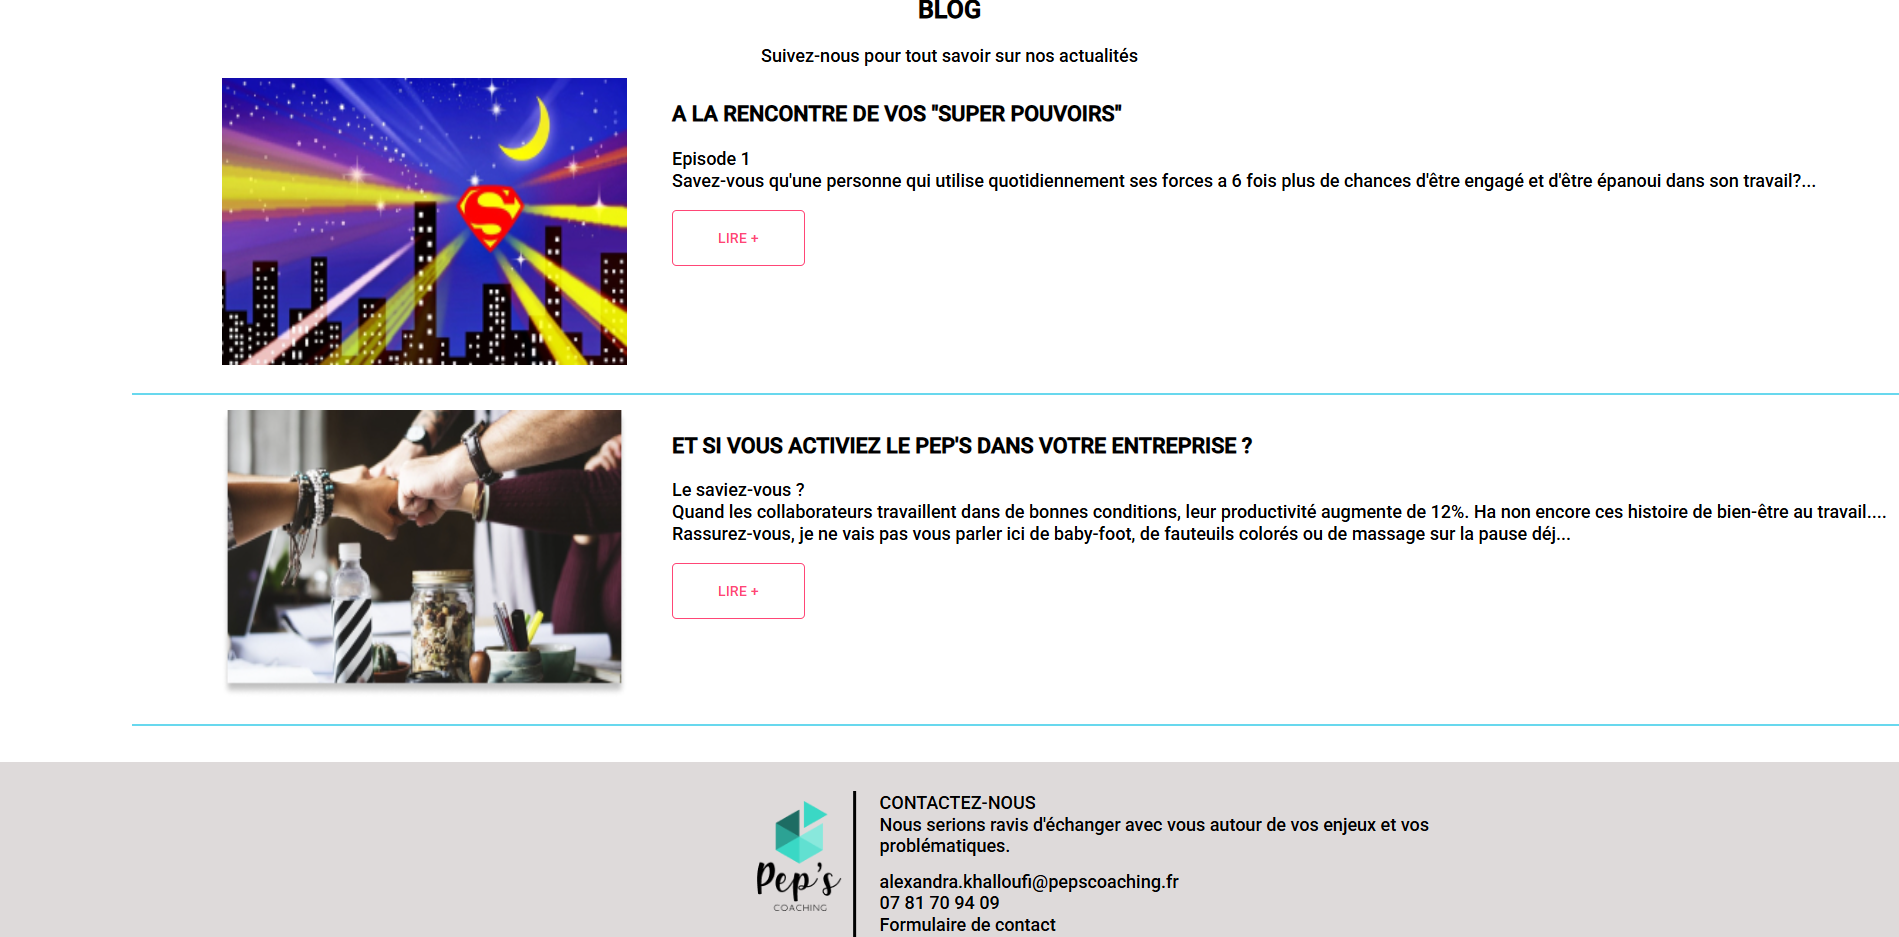 BLOG
Suivez-nous pour tout savoir sur nos actualités
A LA RENCONTRE DE VOS "SUPER POUVOIRS"
Episode 1
Savez-vous qu'une personne qui utilise quotidiennement ses forces a 6 fois plus de chances d'être engagé et d'être épanoui dans son travail?...
LIRE +
S
ET SI VOUS ACTIVIEZ LE PEP'S DANS VOTRE ENTREPRISE ?
Le saviez-vous ?
Quand les collaborateurs travaillent dans de bonnes conditions, leur productivité augmente de 12%. Ha non encore ces histoire de bien-être au travail....
Rassurez-vous, je ne vais pas vous parler ici de baby-foot, de fauteuils colorés ou de massage sur la pause déj...
LIRE +
Pep's
COACHING
CONTACTEZ-NOUS
Nous serions ravis d'échanger avec vous autour de vos enjeux et vos
problématiques.
alexandra.khalloufi@pepscoaching.fr
07 81 70 94 09
Formulaire de contact